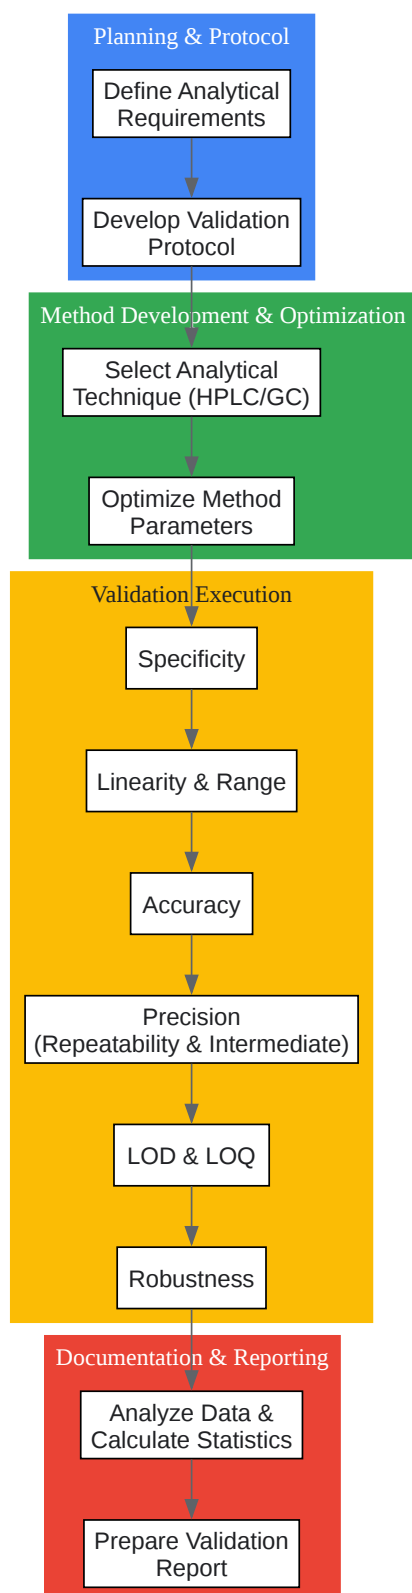 Planning & Protocol
Define Analytical
Requirements
Develop Validation
Protocol
Method Development & Optimization
Select Analytical
Technique (HPLC/GC)
Optimize Method
Parameters
Validation Execution
Specificity
Linearity & Range
Accuracy
Precision
(Repeatability & Intermediate)
LOD & LOQ
Robustness
Documentation & Reporting
Analyze Data &
Calculate Statistics
Prepare Validation
Report